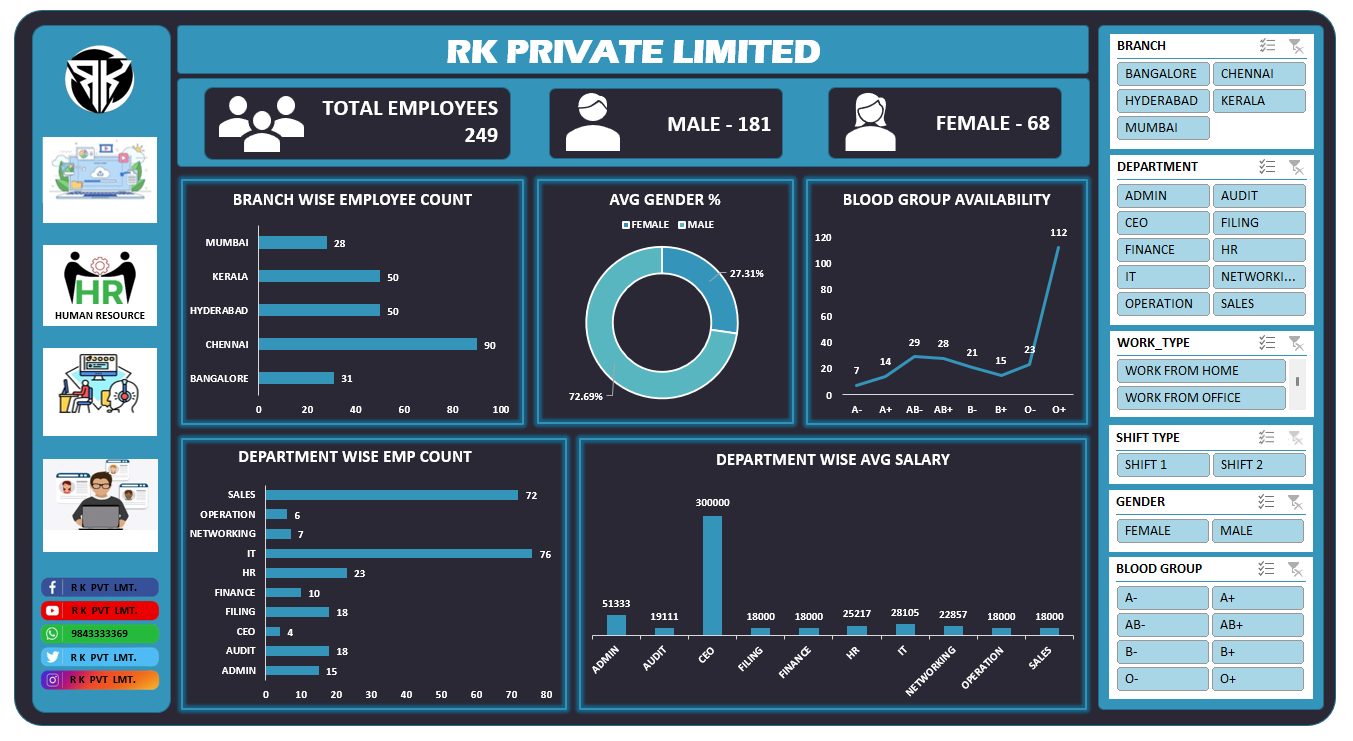 RK PRIVATE LIMITED
TOTAL EMPLOYEES
249
MALE - 181
FEMALE - 68
HR
HUMAN RESOURCE
R K PVT LMT.
R K PVT LMT.
9843333369
R K PVT LMT.
R K PVT LMT.
BRANCH WISE EMPLOYEE COUNT
MUMBAI 28
KERALA 50
HYDERABAD 50
CHENNAI 90
BANGALORE 31
0 20 40 60 80 100
AVG GENDER %
FEMALE MALE
27.31%
72.69%
BLOOD GROUP AVAILABILITY
120
100
80
60
40
20
0
7 14 29 28 21 15 23 112
A- A+ AB- AB+ B- B+ O- O+
DEPARTMENT WISE EMP COUNT
SALES 72
OPERATION 6
NETWORKING 7
IT 76
HR 23
FINANCE 10
FILING 18
CEO 4
AUDIT 18
ADMIN 15
0 10 20 30 40 50 60 70 80
DEPARTMENT WISE AVG SALARY
51333 19111 300000 18000 18000 25217 28105 22857 18000 18000
ADMIN AUDIT CEO FILING FINANCE HR IT NETWORKING OPERATION SALES
BRANCH
BANGALORE CHENNAI
HYDERABAD KERALA
MUMBAI
DEPARTMENT
ADMIN AUDIT
CEO FILING
FINANCE HR
IT NETWORKI...
OPERATION SALES
WORK_TYPE
WORK FROM HOME
WORK FROM OFFICE
SHIFT TYPE
SHIFT 1 SHIFT 2
GENDER
FEMALE MALE
BLOOD GROUP
A- A+
AB- AB+
B- B+
O- O+